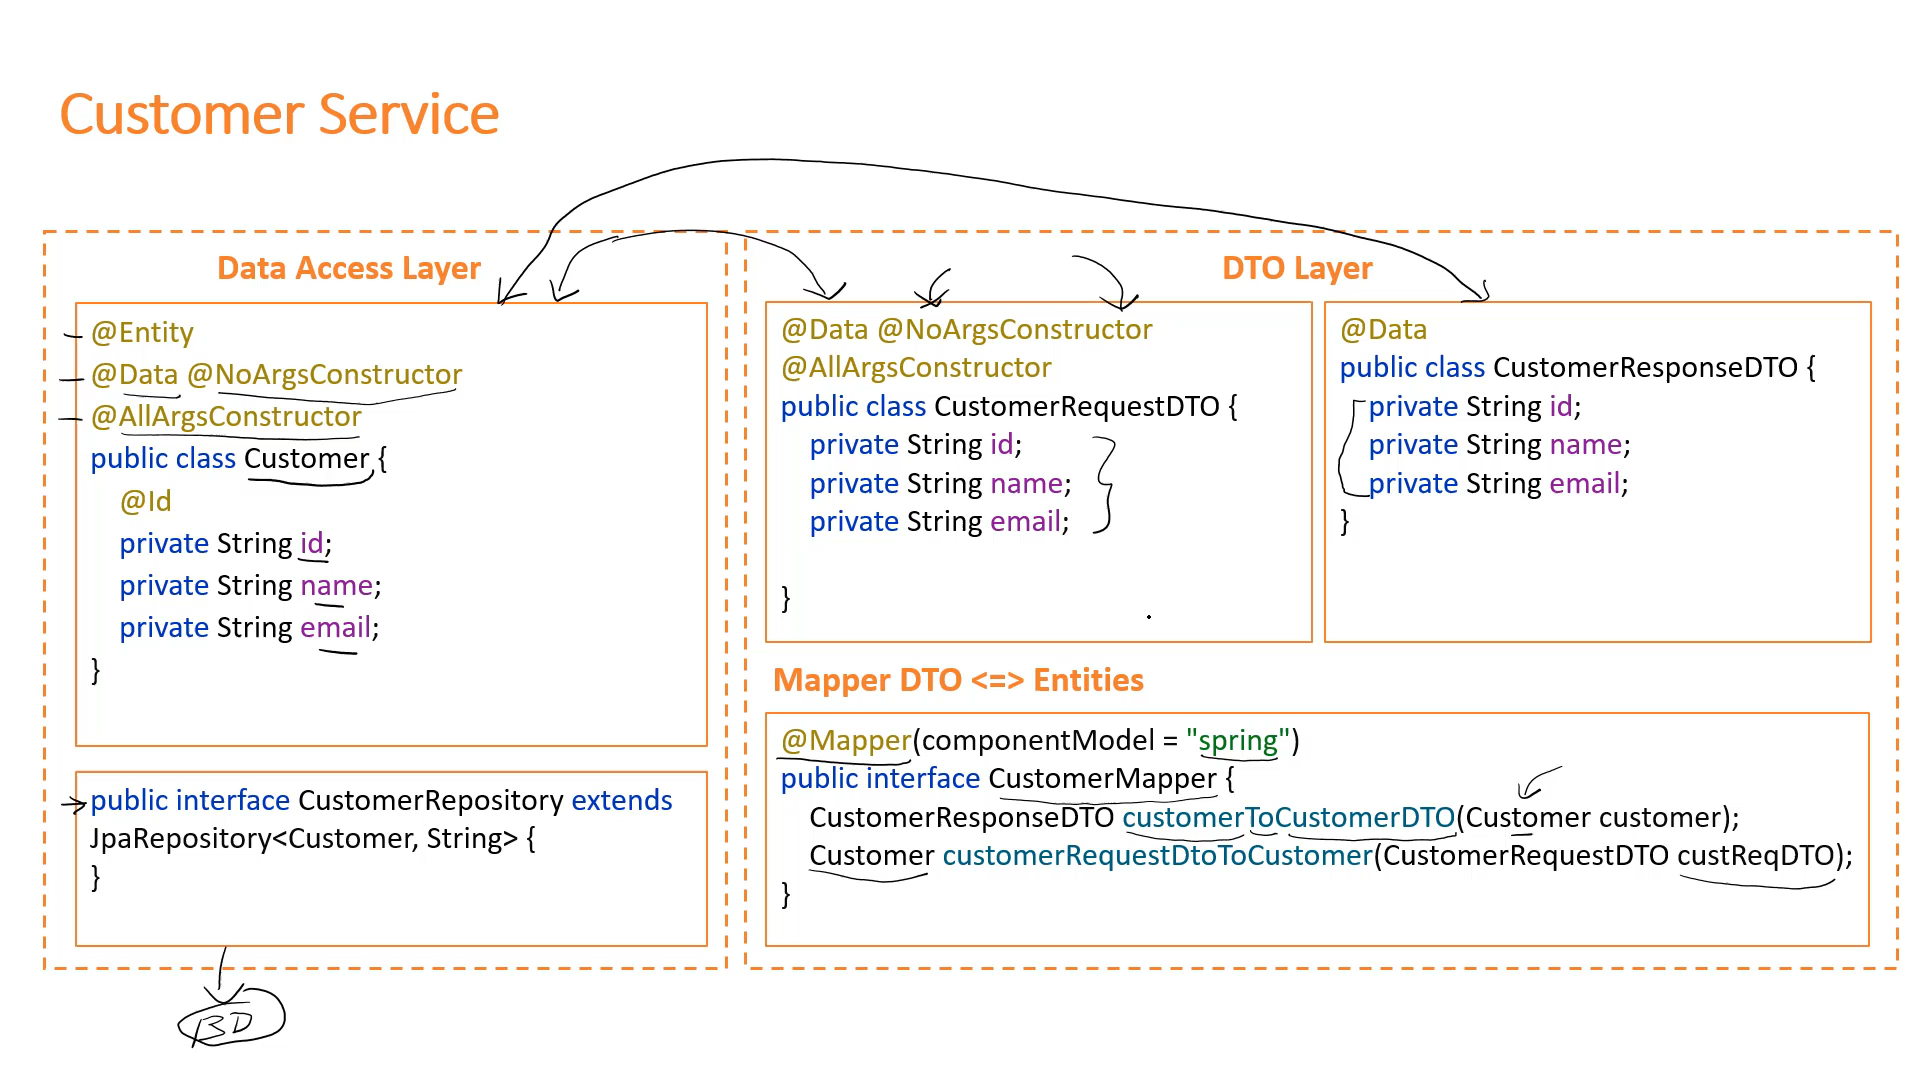 Customer Service
Data Access Layer
@Entity
@Data @NoArgsConstructor
@AllArgsConstructor
public class Customer {
@Id
private String id;
private String name;
private String email;
}
public interface CustomerRepository extends
JpaRepository<Customer, String> {
}
BD
DTO Layer
@Data @NoArgsConstructor
@AllArgsConstructor
public class CustomerRequestDTO {
private String id;
private String name;
private String email;
}
@Data
public class CustomerResponseDTO {
private String id;
private String name;
private String email;
}
Mapper DTO <=> Entities
@Mapper(componentModel = "spring")
public interface CustomerMapper {
CustomerResponseDTO customerToCustomerDTO(Customer customer);
Customer customerRequestDtoToCustomer(CustomerRequestDTO custReqDTO);
}